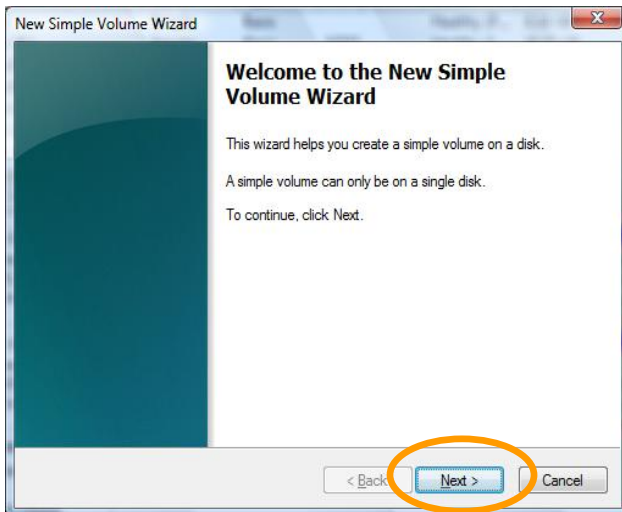 New Simple Volume Wizard
Welcome to the New Simple
Volume Wizard
This wizard helps you create a simple volume on a disk.
A simple volume can only be on a single disk.
To continue, click Next.
< Back
Next >
Cancel